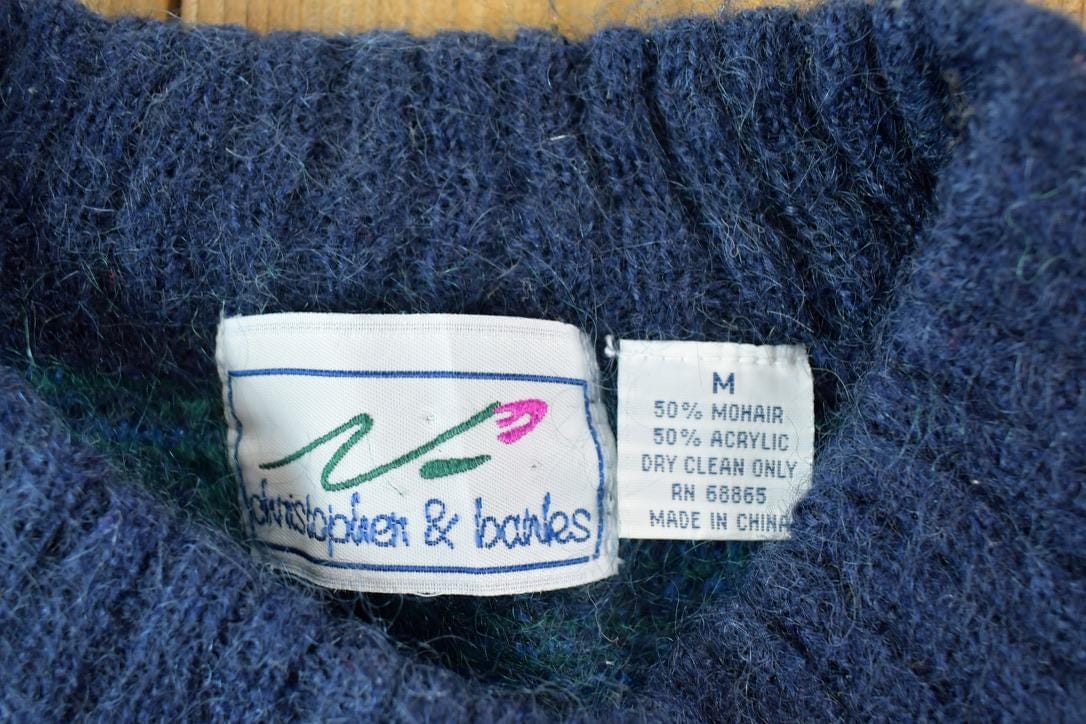 christopher & banks
M
50% MOHAIR
50% ACRYLIC
DRY CLEAN ONLY
RN 68865
MADE IN CHINA